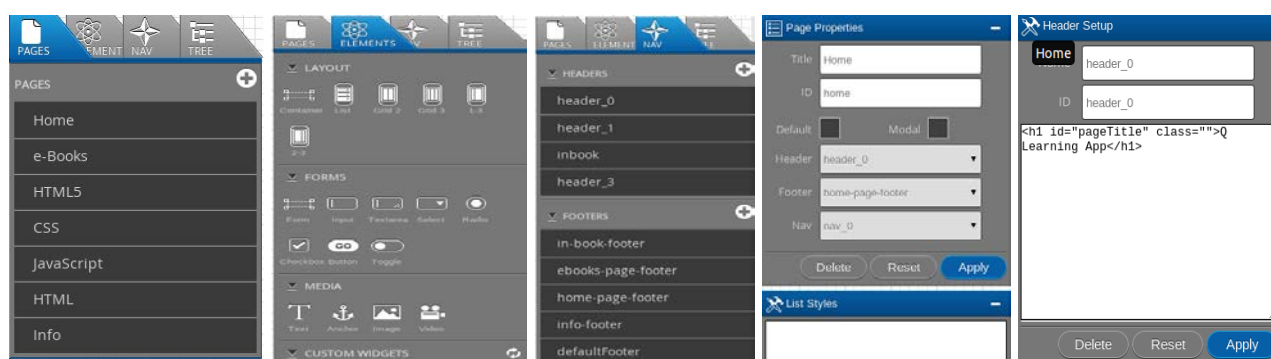 PAGES
EMENT
NAV
TREE
PAGES
Home
e-Books
HTML5
CSS
JavaScript
HTML
Info
PAGES
ELEMENTS
TREE
LAYOUT
Container
List
Grid 2
Grid 3
1-3
2-3
FORMS
Form
Input
Textarea
Select
Radio
Checkbox
Button
GO
Toggle
MEDIA
Text
Anchor
Image
Video
CUSTOM WIDGETS
PAGES
ELEMENT
NAV
HEADERS
header_0
header_1
inbook
header_3
FOOTERS
in-book-footer
ebooks-page-footer
home-page-footer
info-footer
defaultFooter
Page Properties
Title Home
ID home
Default Modal
Header header_0
Footer home-page-footer
Nav nav_0
Delete Reset Apply
List Styles
Header Setup
Home
header_0
ID header_0
<h1 id="pageTitle" class="">Q
Learning App</h1>
Delete Reset Apply